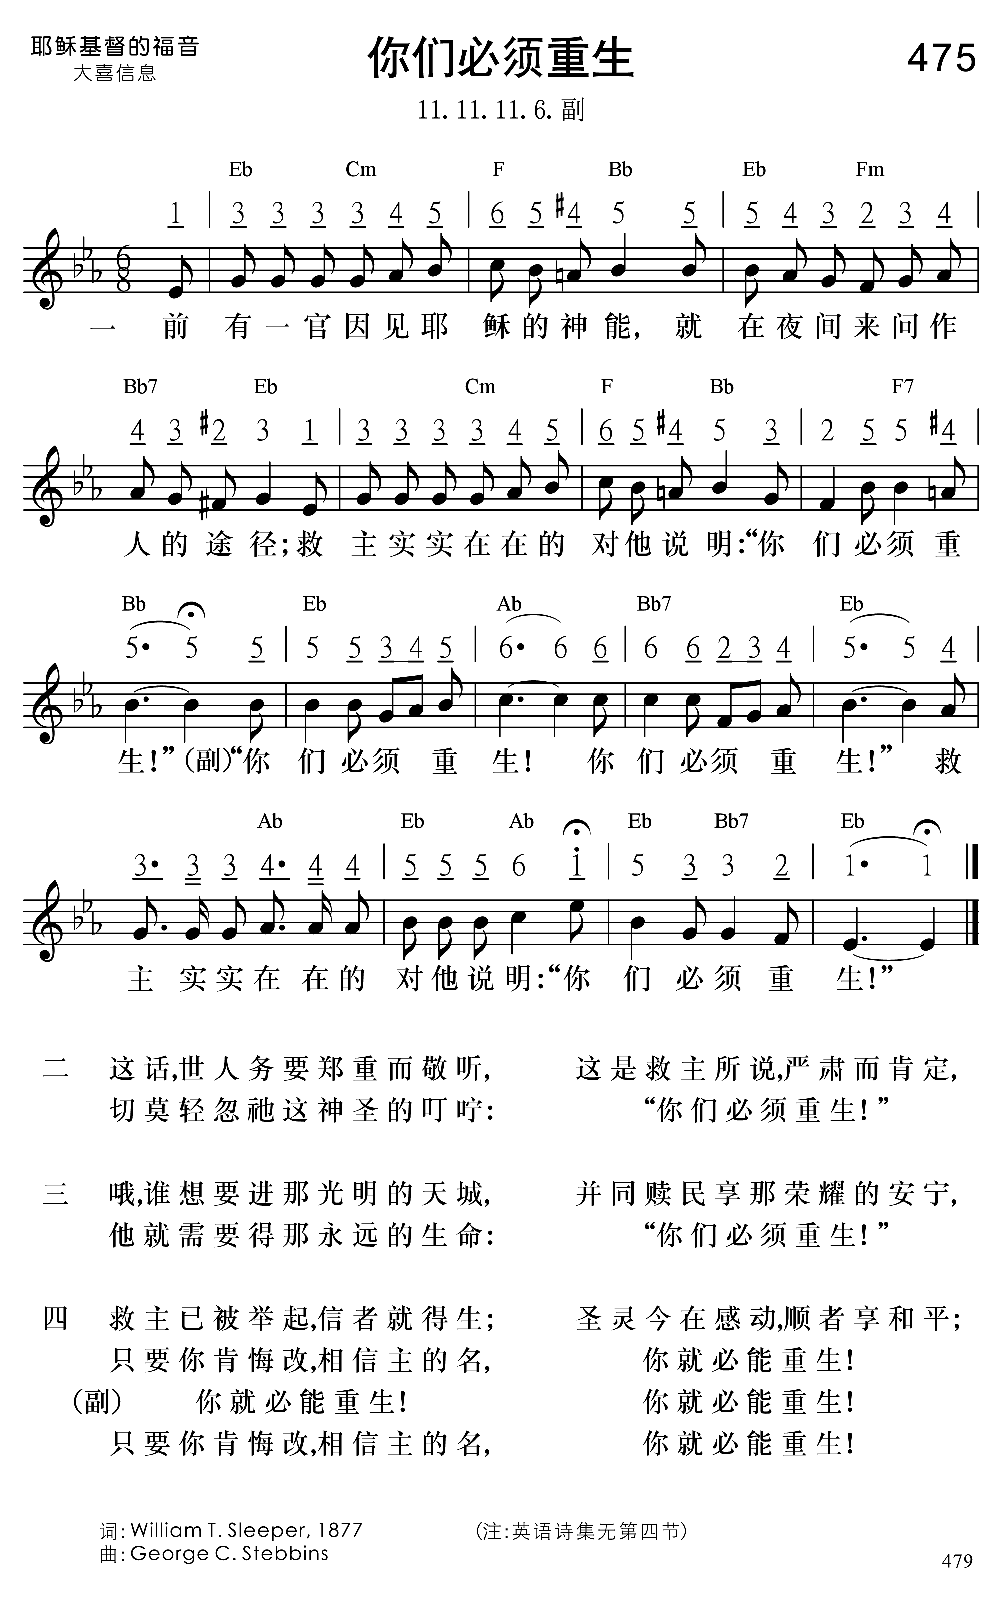 耶稣基督的福音
大喜信息
你们必须重生
475
11. 11. 11. 6. 副
Eb Cm F Bb Eb Fm
1 | 3 3 3 3 4 5 | 6 5 #4 5 5 | 5 4 3 2 3 4 |
6
8
一 前 有一官因见耶 稣的神能, 就 在夜间来问作
Bb7 Eb Cm F Bb F7
4 3 #2 3 1 | 3 3 3 3 4 5 | 6 5 #4 5 3 | 2 5 5 #4 |
人的途径;救 主实实在在的 对他说明:“你 们必须重
Bb Eb Ab Bb7 Eb
5• 5 5 | 5 5 3 4 5 | 6• 6 6 | 6 6 2 3 4 | 5• 5 4 |
生!”(副)“你 们必须重 生! 你 们必须重 生!” 救
Ab Eb Ab Eb Bb7 Eb
3• 3 3 4• 4 4 | 5 5 5 6 i | 5 3 3 2 | 1• 1 ‖
主实实在在的 对他说明:“你 们必须重 生!”
二 这话,世人务要郑重而敬听, 这是救主所说,严肃而肯定,
切莫轻忽祂这神圣的叮咛: “你们必须重生!”
三 哦,谁想要进那光明的天城, 并同赎民享那荣耀的安宁,
他就需要得那永远的生命: “你们必须重生!”
四 救主已被举起,信者就得生; 圣灵今在感动,顺者享和平;
只要你肯悔改,相信主的名, 你就必能重生!
(副) 你就必能重生! 你就必能重生!
只要你肯悔改,相信主的名, 你就必能重生!
词: William T. Sleeper, 1877 (注:英语诗集无第四节)
曲: George C. Stebbins
479